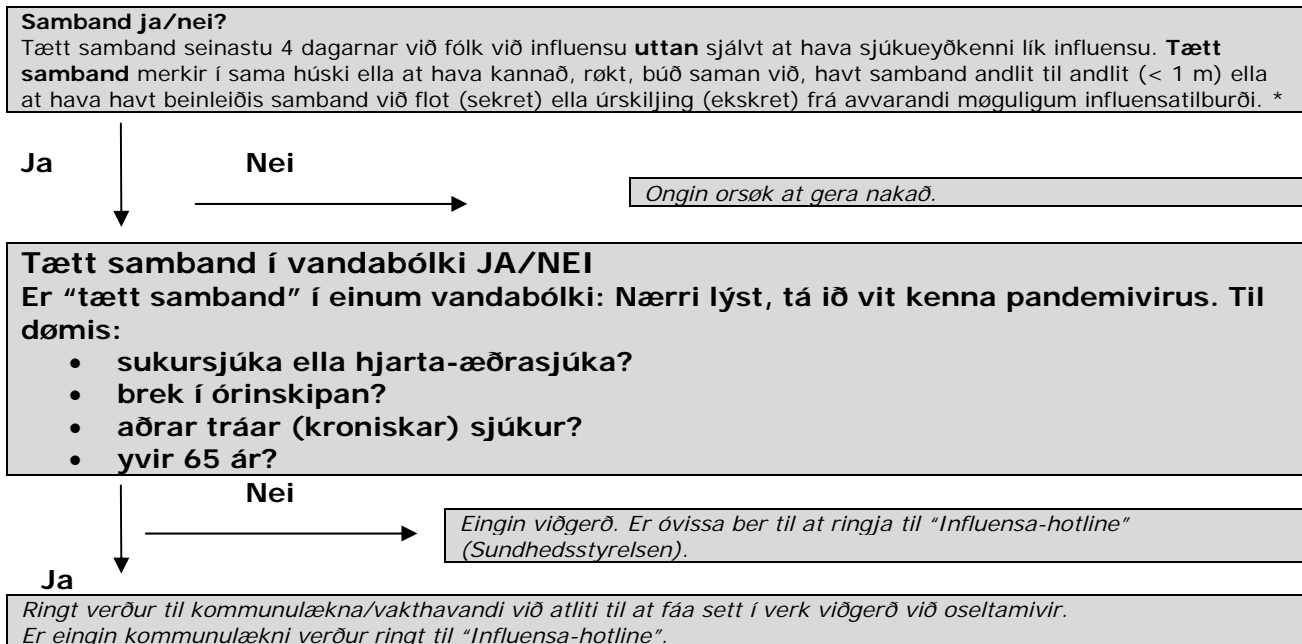 Samband ja/nei?
Tætt samband seinastu 4 dagarnar við fólk við influensu uttan sjálvt at hava sjúkueyðkenni lík influensu. Tætt
samband merkir í sama húski ella at hava kannað, røkt, búð saman við, havt samband andlit til andlit (< 1 m) ella
at hava havt beinleiðis samband við flot (sekret) ella úrskiljing (ekskret) frá avvarandi møguligum influensatilburði. *
Ja Nei
Ongin orsøk at gera nakað.
Tætt samband í vandabólki JA/NEI
Er “tætt samband” í einum vandabólki: Nærri lýst, tá ið vit kenna pandemivirus. Til
dømis:
• sukursjúka ella hjarta-æðrasjúka?
• brek í órinskipan?
• aðrar tráar (kroniskar) sjúkur?
• yvir 65 ár?
Nei
Eingin viðgerð. Er óvissa ber til at ringja til “Influensa-hotline”
(Sundhedsstyrelsen).
Ja
Ringt verður til kommunulækna/vakthavandi við atliti til at fáa sett í verk viðgerð við oseltamivir.
Er eingin kommunulækni verður ringt til “Influensa-hotline”.